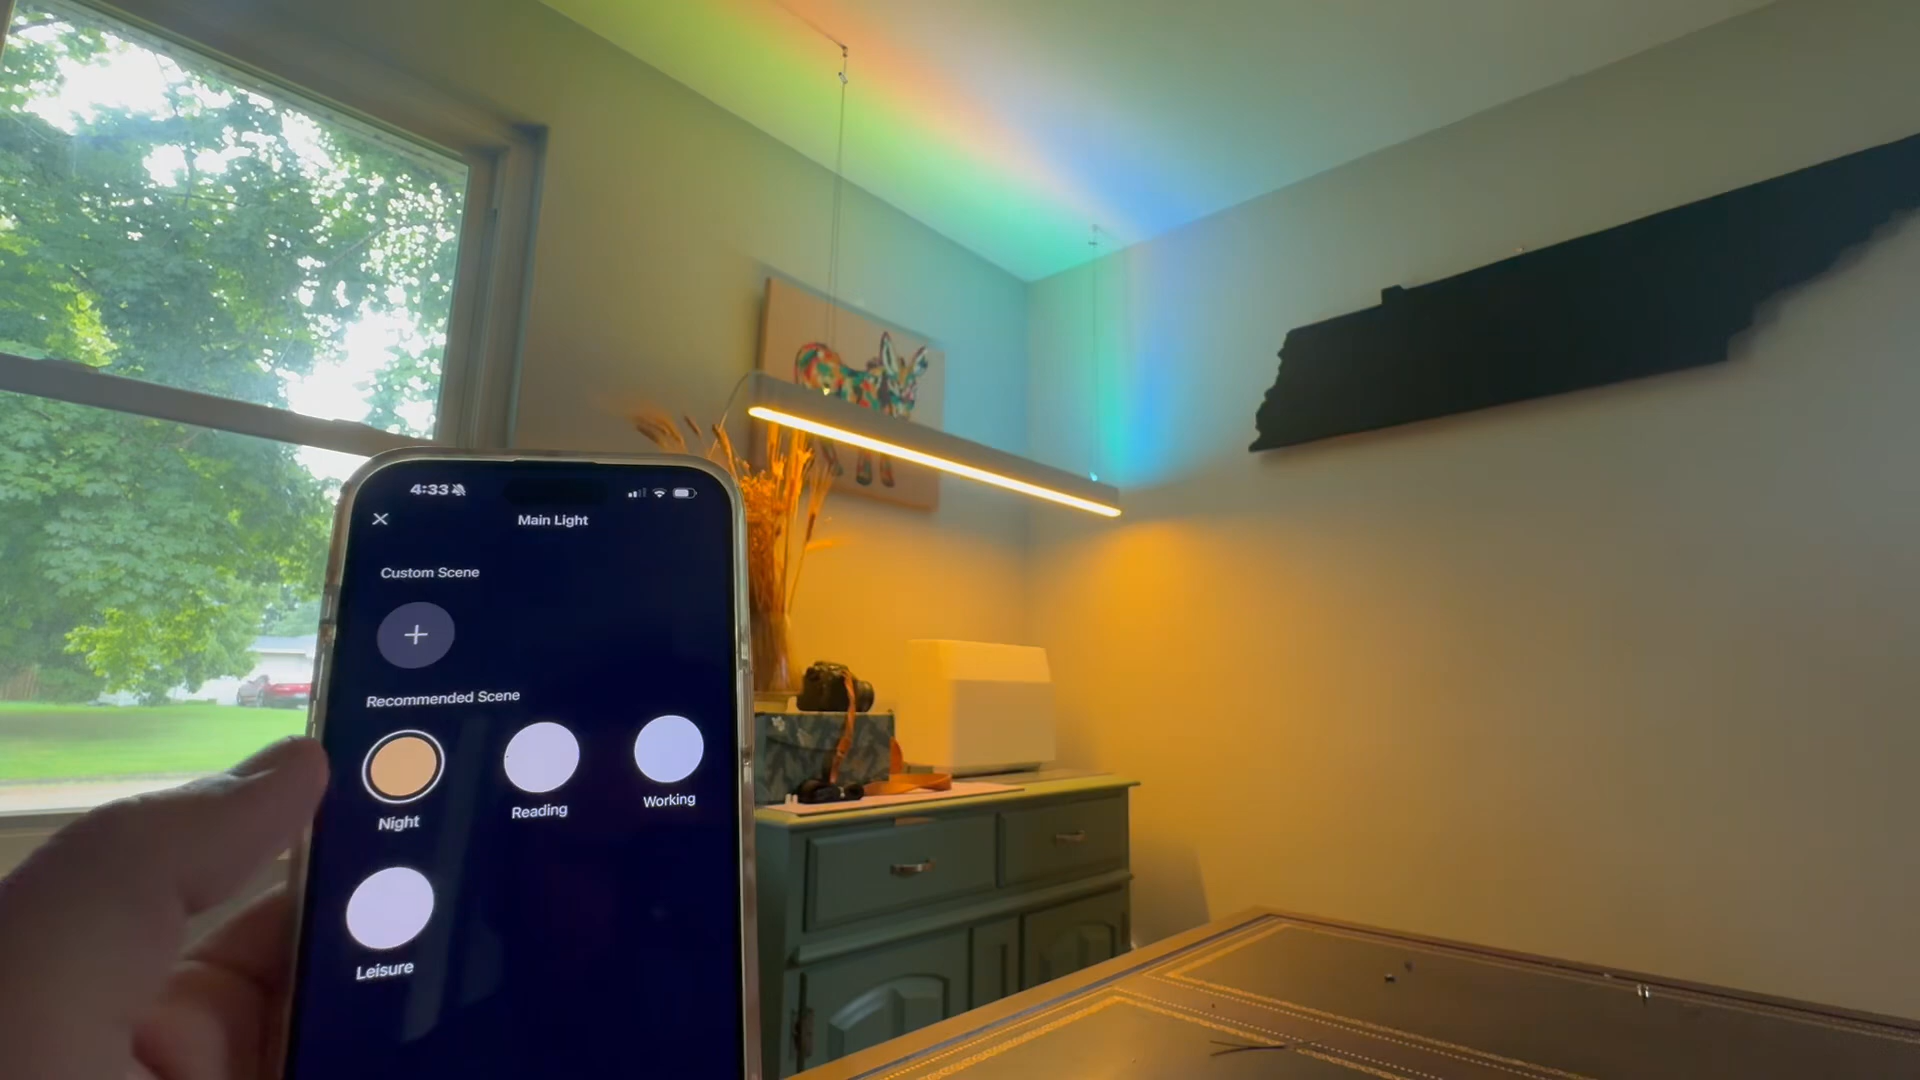 4:33
Main Light
Custom Scene
Recommended Scene
Night
Reading
Working
Leisure